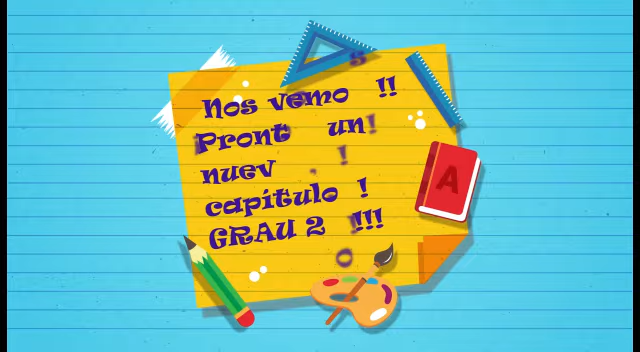 Nos vemo !!
Pront un!
nuev . !
capítulo !
GRAU 2 !!!!
o
A